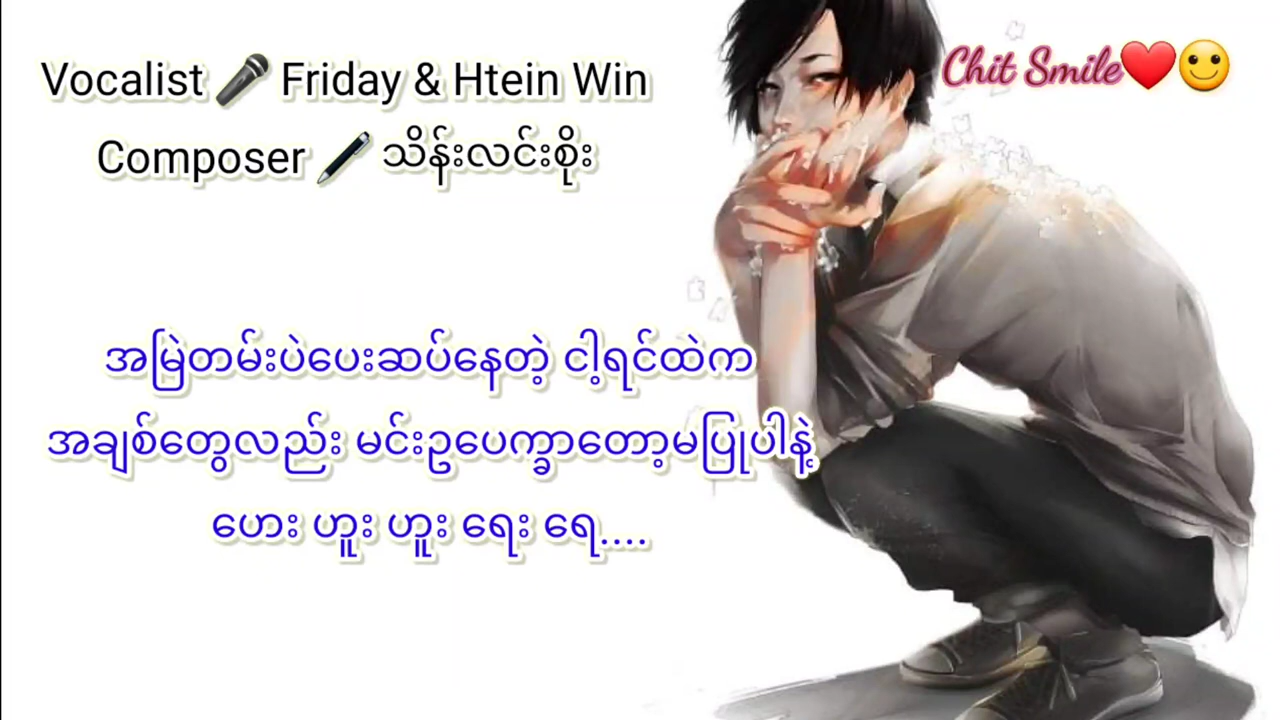 Vocalist 🎤 Friday & Htein Win
Chit Smile❤️🙂
Composer 🖊️ သိန်းလင်းစိုး
အမြဲတမ်းပဲပေးဆပ်နေတဲ့ ငါ့ရင်ထဲက
အချစ်တွေလည်း မင်းဥပေက္ခာတော့မပြုပါနဲ့
ဟေး ဟူး ဟူး ရေး ရေ....